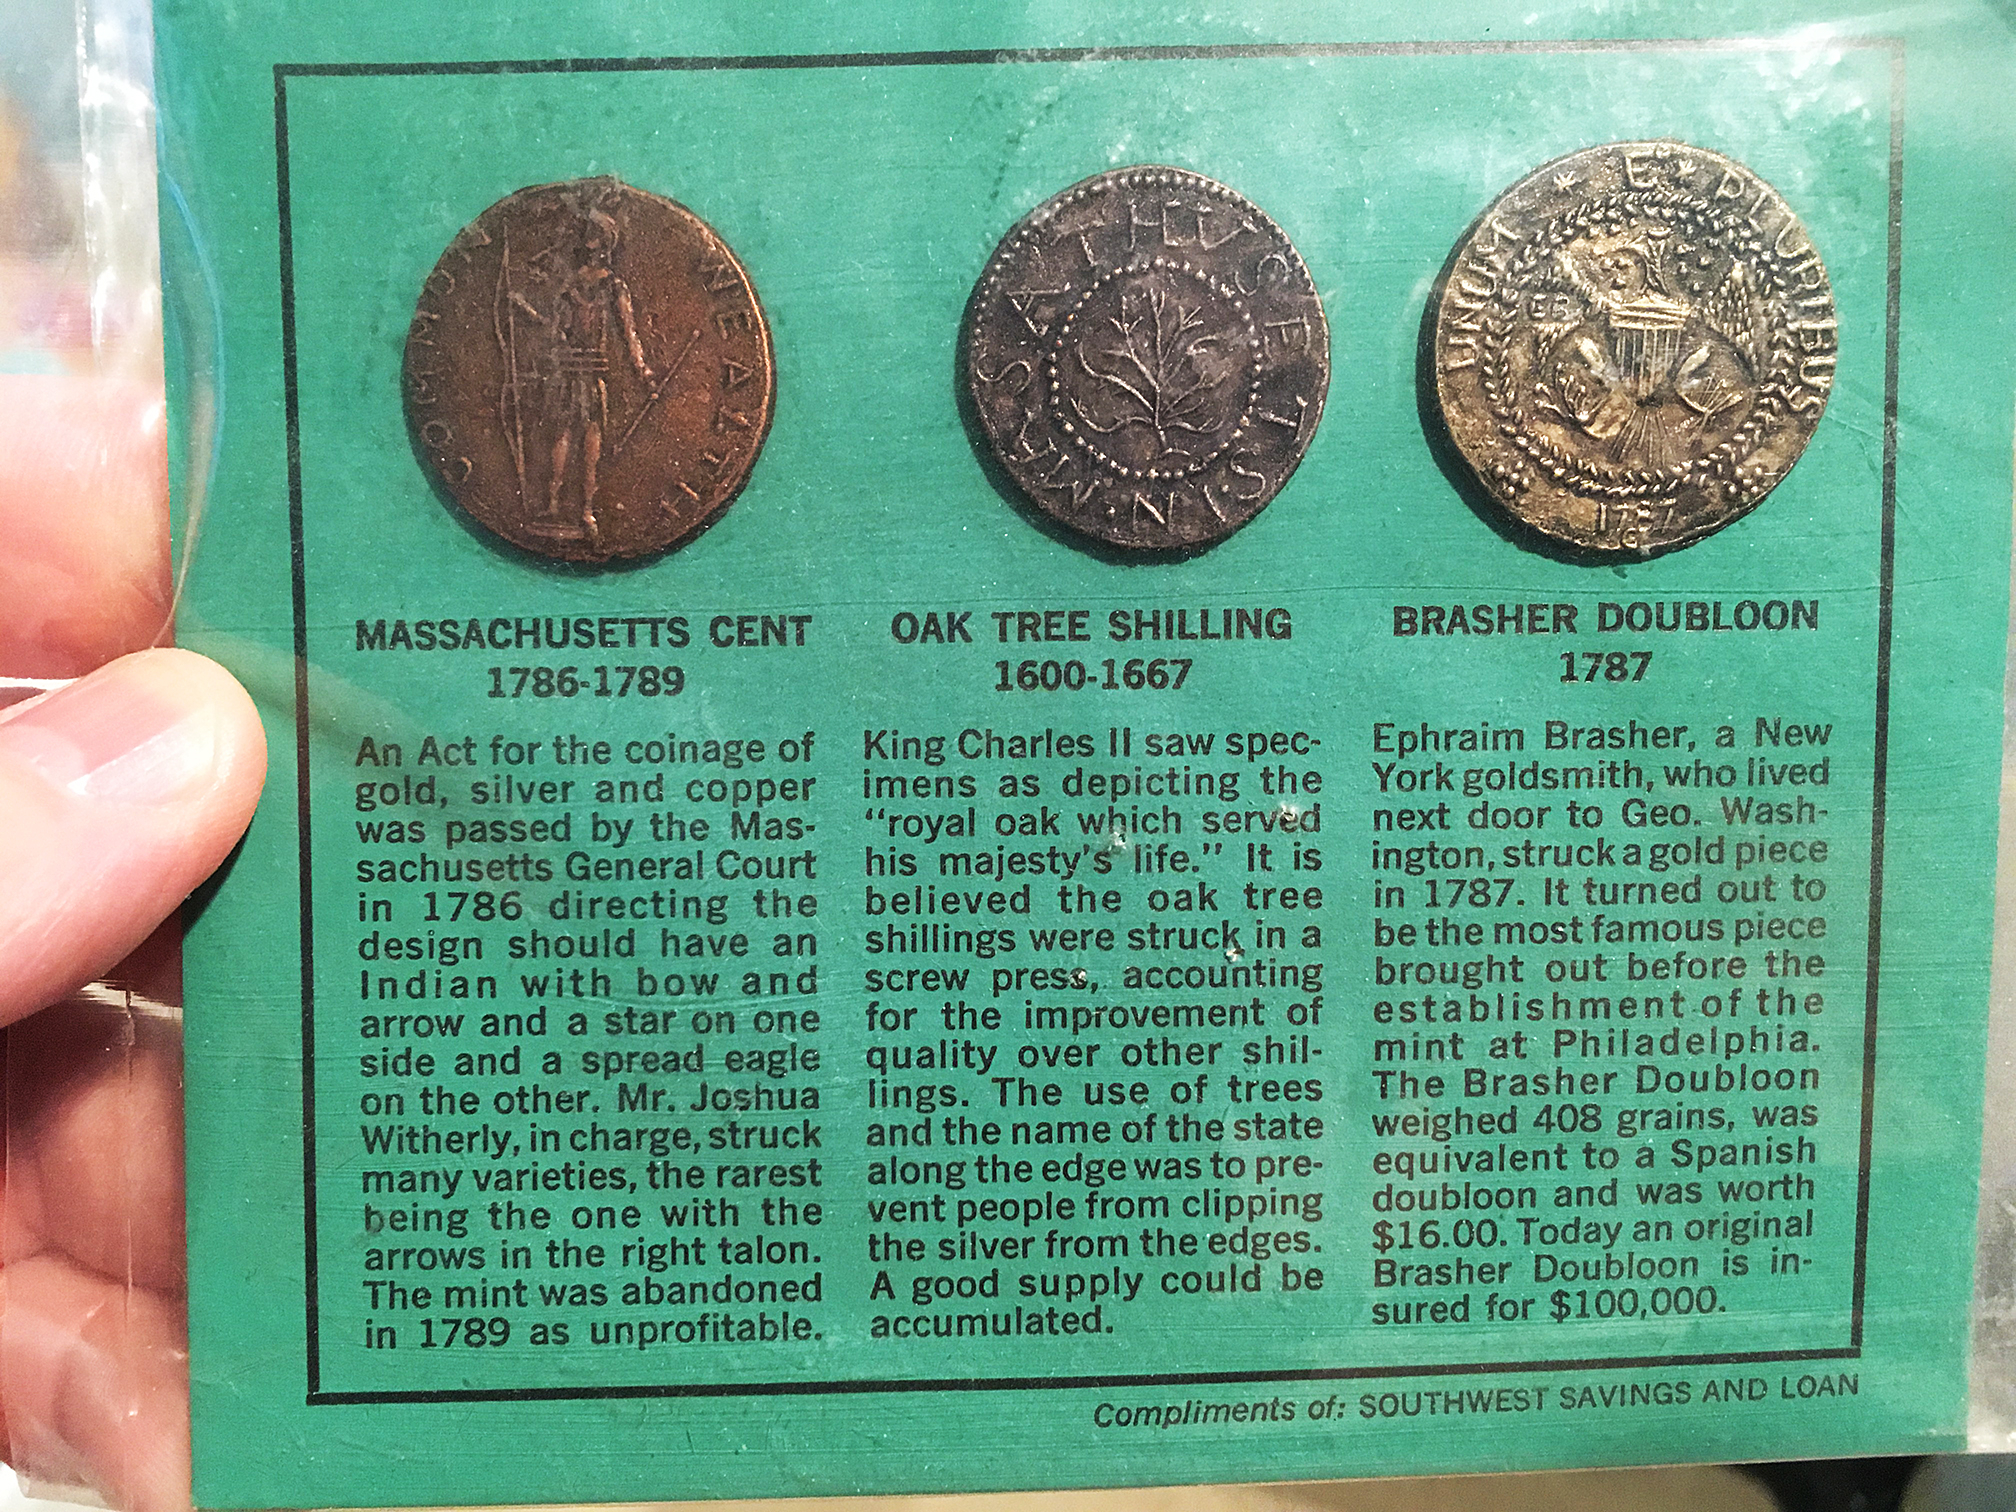 COMMON WEALTH
MASATHVSETS IN
UNUM * E * PLURIBUS
EB
1787
MASSACHUSETTS CENT
1786-1789
An Act for the coinage of
gold, silver and copper
was passed by the Mas-
sachusetts General Court
in 1786 directing the
design should have an
Indian with bow and
arrow and a star on one
side and a spread eagle
on the other. Mr. Joshua
Witherly, in charge, struck
many varieties, the rarest
being the one with the
arrows in the right talon.
The mint was abandoned
in 1789 as unprofitable.
OAK TREE SHILLING
1600-1667
King Charles II saw spec-
imens as depicting the
“royal oak which served
his majesty's life.” It is
believed the oak tree
shillings were struck in a
screw press, accounting
for the improvement of
quality over other shil-
lings. The use of trees
and the name of the state
along the edge was to pre-
vent people from clipping
the silver from the edges.
A good supply could be
accumulated.
BRASHER DOUBLOON
1787
Ephraim Brasher, a New
York goldsmith, who lived
next door to Geo. Wash-
ington, struck a gold piece
in 1787. It turned out to
be the most famous piece
brought out before the
establishment of the
mint at Philadelphia.
The Brasher Doubloon
weighed 408 grains, was
equivalent to a Spanish
doubloon and was worth
$16.00. Today an original
Brasher Doubloon is in-
sured for $100,000.
Compliments of: SOUTHWEST SAVINGS AND LOAN